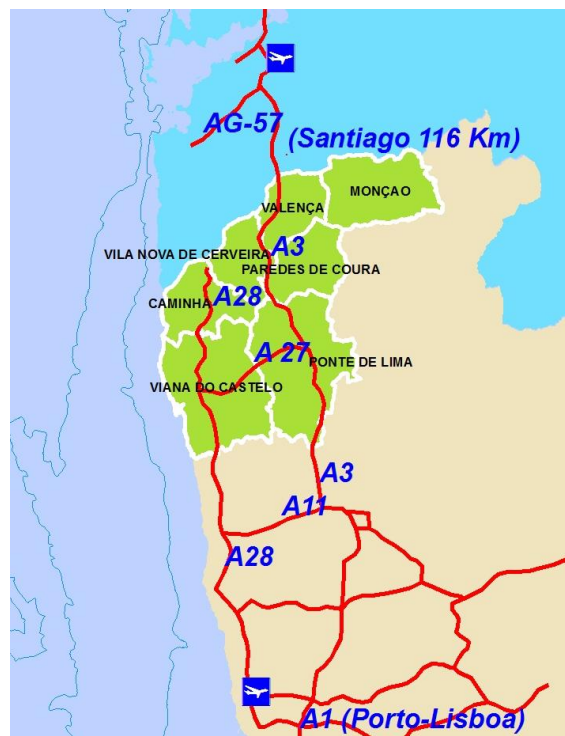 AG-57
(Santiago 116 Km)
MONÇAO
VALENÇA
VILA NOVA DE CERVEIRA
A3
PAREDES DE COURA
CAMINHA
A28
A 27
PONTE DE LIMA
VIANA DO CASTELO
A3
A11
A28
A1 (Porto-Lisboa)